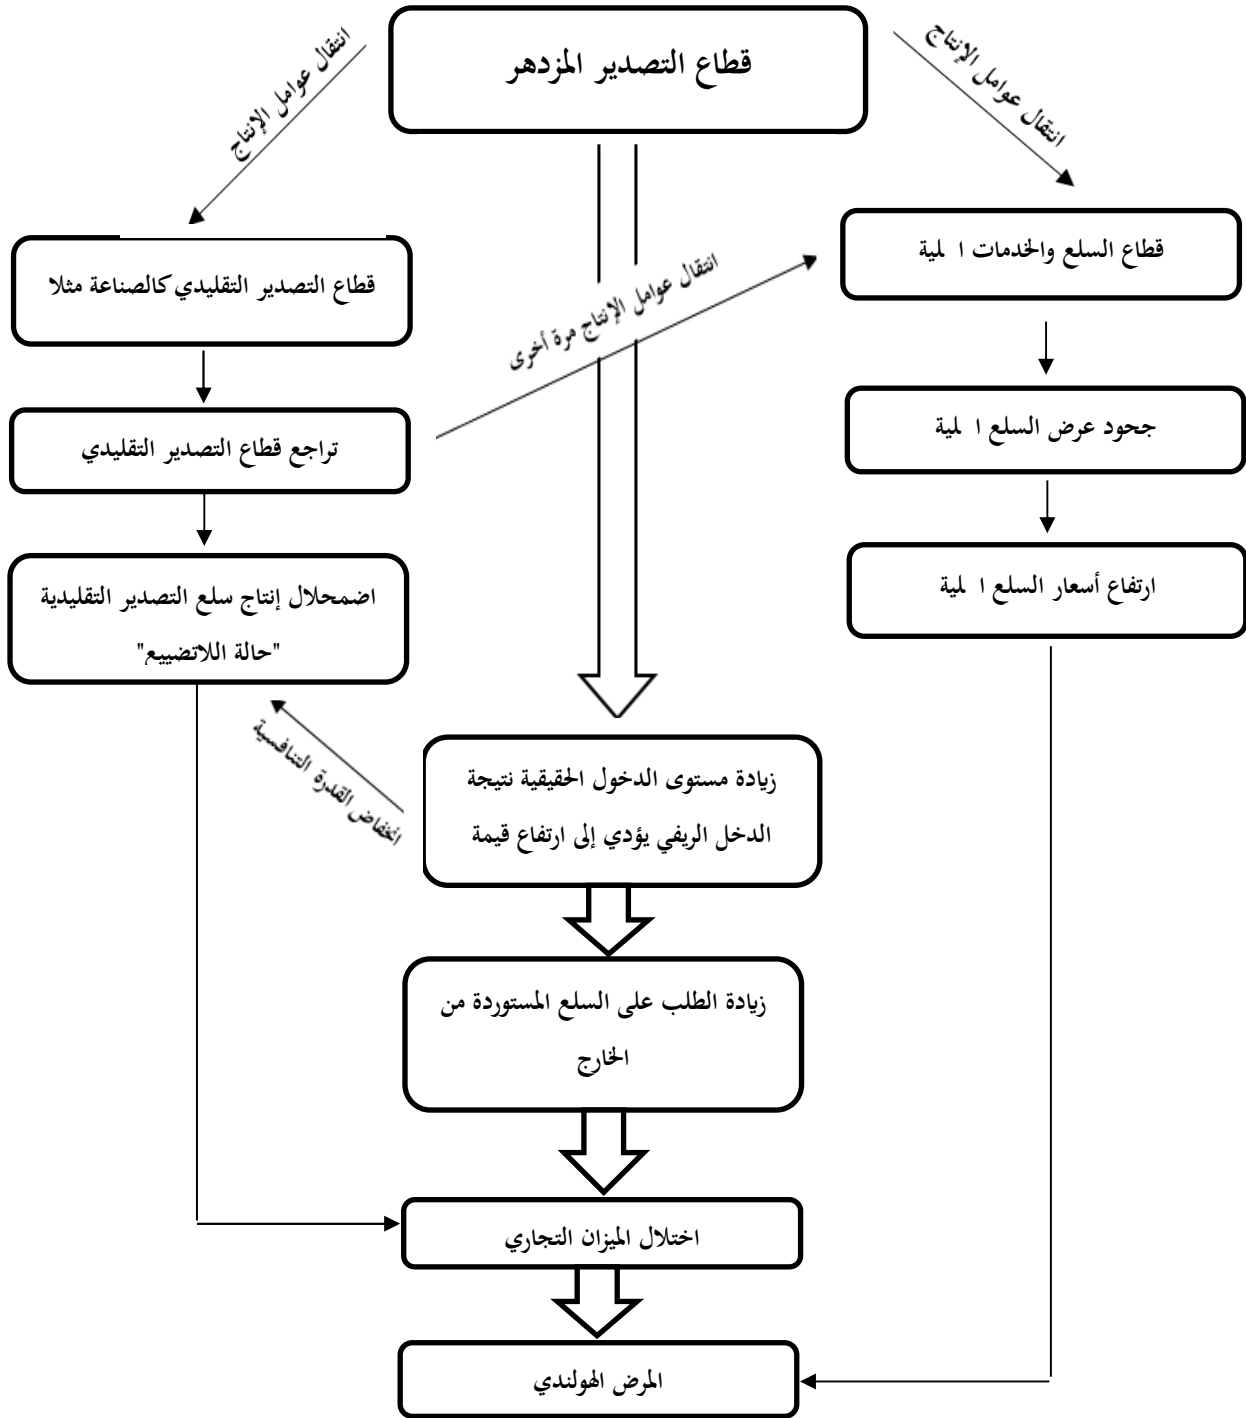 قطاع التصدير المزدهر
انتقال عوامل الإنتاج
انتقال عوامل الإنتاج
قطاع السلع والخدمات ا لمية
قطاع التصدير التقليدي كالصناعة مثلا
انتقال عوامل الإنتاج مرة أخرى
جحود عرض السلع ا لمية
تراجع قطاع التصدير التقليدي
ارتفاع أسعار السلع ا لمية
اضمحلال إنتاج سلع التصدير التقليدية
"حالة اللاتضييع"
انخفاض القدرة التنافسية
زيادة مستوى الدخول الحقيقية نتيجة
الدخل الريفي يؤدي إلى ارتفاع قيمة
زيادة الطلب على السلع المستوردة من
الخارج
اختلال الميزان التجاري
المرض الهولندي